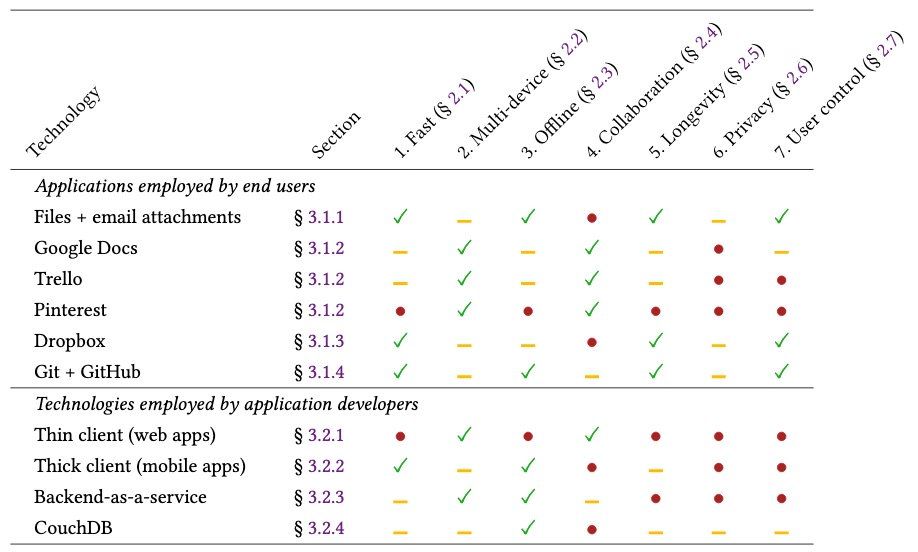 Technology Section 1. Fast (§ 2.1) 2. Multi-device (§ 2.2) 3. Offline (§ 2.3) 4. Collaboration (§ 2.4) 5. Longevity (§ 2.5) 6. Privacy (§ 2.6) 7. User control (§ 2.7)
Applications employed by end users
Files + email attachments § 3.1.1 ✓ — ✓ • ✓ — ✓
Google Docs § 3.1.2 — ✓ — ✓ — • —
Trello § 3.1.2 — ✓ — ✓ — • •
Pinterest § 3.1.2 • ✓ • ✓ • • •
Dropbox § 3.1.3 ✓ — — • ✓ — ✓
Git + GitHub § 3.1.4 ✓ — ✓ — ✓ — ✓
Technologies employed by application developers
Thin client (web apps) § 3.2.1 • ✓ • ✓ • • •
Thick client (mobile apps) § 3.2.2 ✓ — ✓ • — • •
Backend-as-a-service § 3.2.3 — ✓ ✓ — • • •
CouchDB § 3.2.4 — — ✓ • — — —